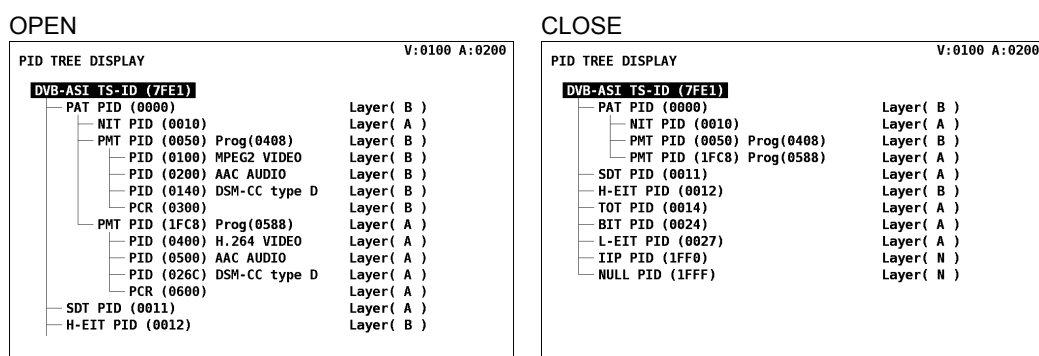 OPEN
V:0100 A:0200
PID TREE DISPLAY
DVB-ASI TS-ID (7FE1)
PAT PID (0000) Layer( B )
NIT PID (0010) Layer( A )
PMT PID (0050) Prog(0408) Layer( B )
PID (0100) MPEG2 VIDEO Layer( B )
PID (0200) AAC AUDIO Layer( B )
PID (0140) DSM-CC type D Layer( B )
PCR (0300) Layer( B )
PMT PID (1FC8) Prog(0588) Layer( A )
PID (0400) H.264 VIDEO Layer( A )
PID (0500) AAC AUDIO Layer( A )
PID (026C) DSM-CC type D Layer( A )
PCR (0600) Layer( A )
SDT PID (0011) Layer( A )
H-EIT PID (0012) Layer( B )
CLOSE
V:0100 A:0200
PID TREE DISPLAY
DVB-ASI TS-ID (7FE1)
PAT PID (0000) Layer( B )
NIT PID (0010) Layer( A )
PMT PID (0050) Prog(0408) Layer( B )
PMT PID (1FC8) Prog(0588) Layer( A )
SDT PID (0011) Layer( A )
H-EIT PID (0012) Layer( B )
TOT PID (0014) Layer( A )
BIT PID (0024) Layer( A )
L-EIT PID (0027) Layer( A )
IIP PID (1FF0) Layer( N )
NULL PID (1FFF) Layer( N )